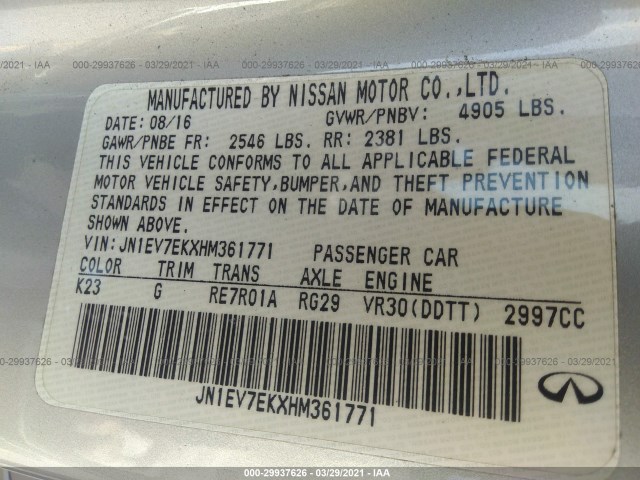 000-29937626 - 03/29/2021 - IAA
MANUFACTURED BY NISSAN MOTOR CO.,LTD.
DATE: 08/16 GVWR/PNBV: 4905 LBS.
GAWR/PNBE FR: 2546 LBS. RR: 2381 LBS.
THIS VEHICLE CONFORMS TO ALL APPLICABLE FEDERAL
MOTOR VEHICLE SAFETY,BUMPER,AND THEFT PREVENTION
STANDARDS IN EFFECT ON THE DATE OF MANUFACTURE
SHOWN ABOVE.
VIN: JN1EV7EKXHM361771 PASSENGER CAR
COLOR TRIM TRANS AXLE ENGINE
K23 G RE7R01A RG29 VR30(DDTT) 2997CC
JN1EV7EKXHM361771
000-29937626 - 03/29/2021 - IAA